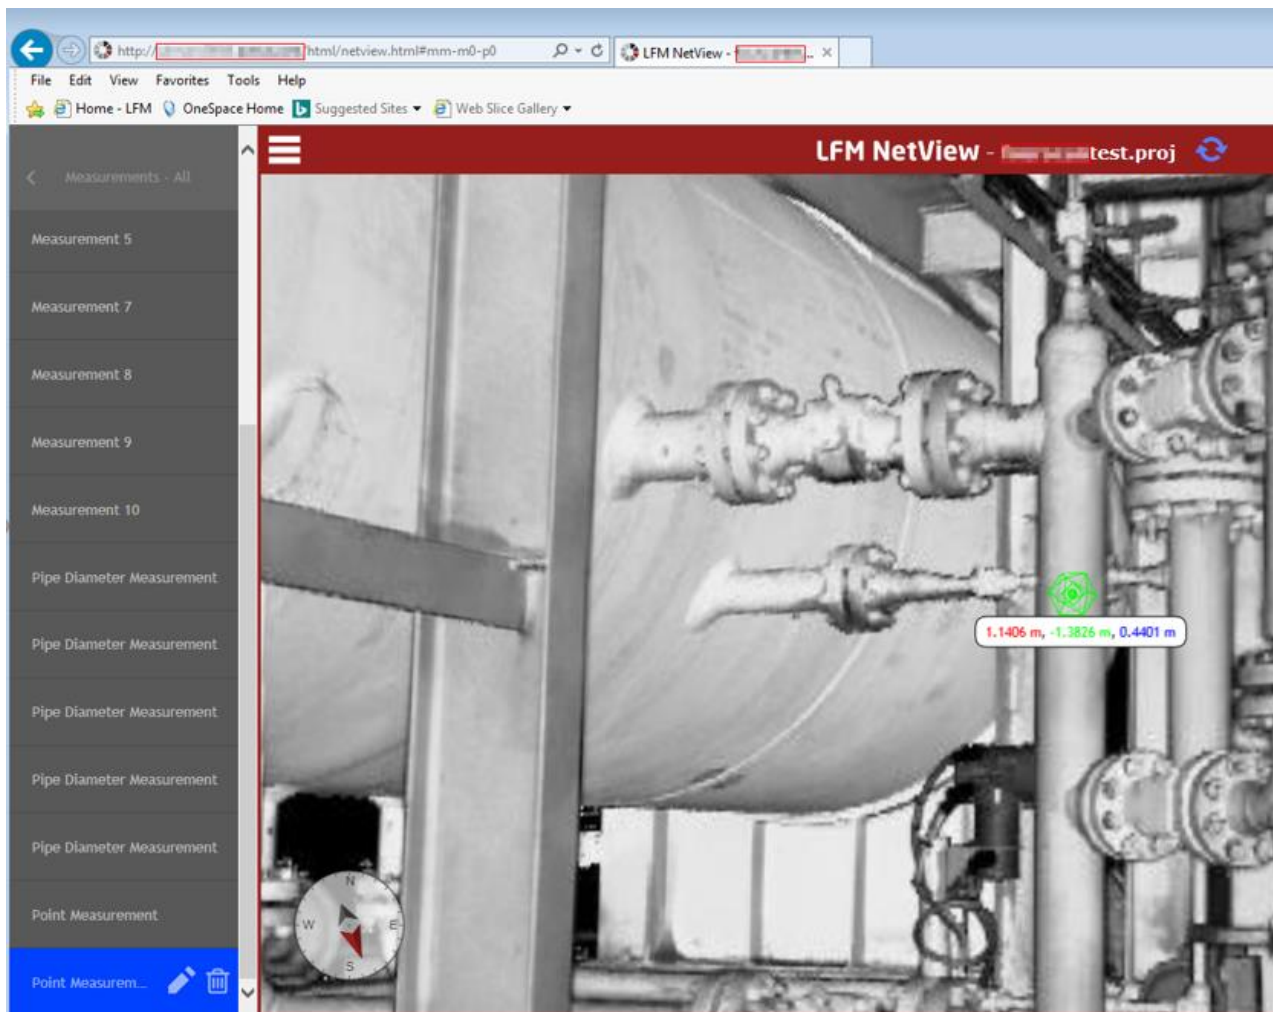 http:// /html/netview.html#mm-m0-p0
LFM NetView - ...
File Edit View Favorites Tools Help
Home - LFM OneSpace Home Suggested Sites Web Slice Gallery
LFM NetView - test.proj
Measurements - All
Measurement 5
Measurement 7
Measurement 8
Measurement 9
Measurement 10
Pipe Diameter Measurement
Pipe Diameter Measurement
Pipe Diameter Measurement
Pipe Diameter Measurement
Pipe Diameter Measurement
Point Measurement
Point Measurem...
1.1406 m, -1.3826 m, 0.4401 m
N
W E
S